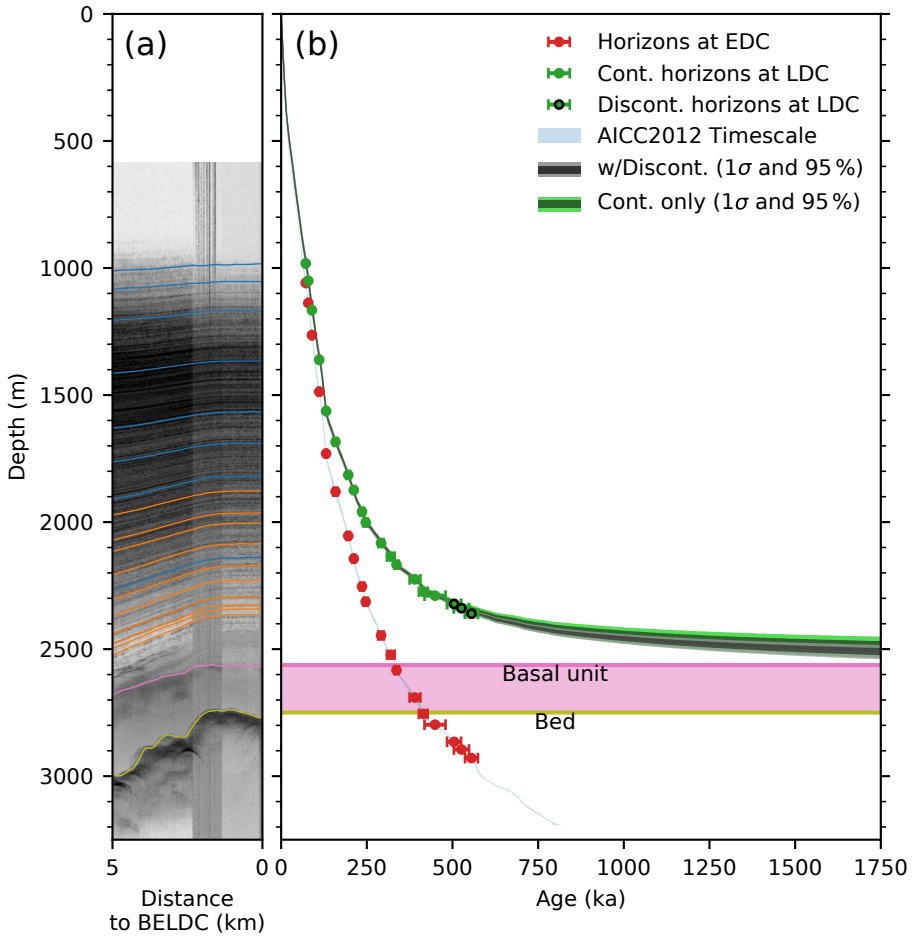 (a)
(b)
Horizons at EDC
Cont. horizons at LDC
Discont. horizons at LDC
AICC2012 Timescale
w/Discont. (1σ and 95 %)
Cont. only (1σ and 95 %)
0
500
1000
1500
2000
2500
3000
Depth (m)
Basal unit
Bed
5
0
0
250
500
750
1000
1250
1500
1750
Distance
to BELDC (km)
Age (ka)